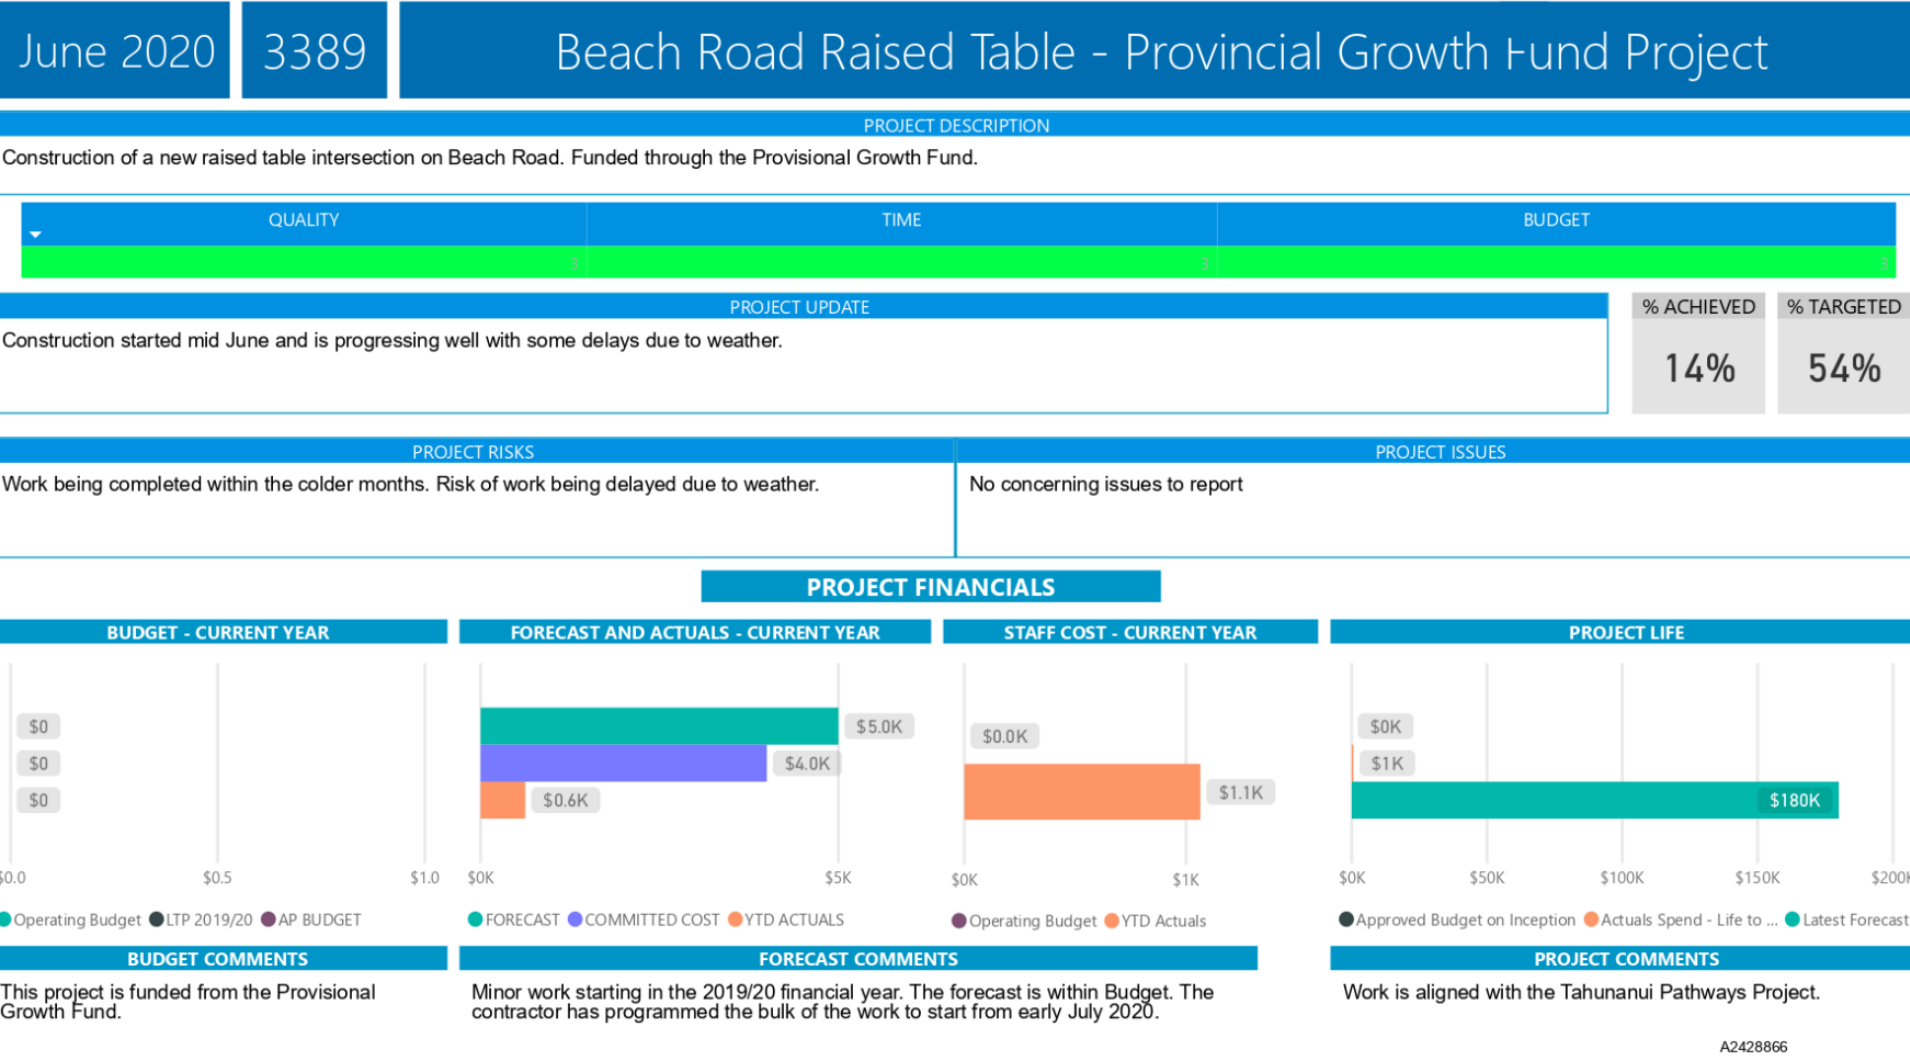 June 2020 3389 Beach Road Raised Table - Provincial Growth Fund Project
PROJECT DESCRIPTION
Construction of a new raised table intersection on Beach Road. Funded through the Provisional Growth Fund.
QUALITY TIME BUDGET
3 3 3
PROJECT UPDATE
% ACHIEVED % TARGETED
Construction started mid June and is progressing well with some delays due to weather.
14% 54%
PROJECT RISKS PROJECT ISSUES
Work being completed within the colder months. Risk of work being delayed due to weather. No concerning issues to report
PROJECT FINANCIALS
BUDGET - CURRENT YEAR
$0
$0
$0
$0.0 $0.5 $1.0
Operating Budget LTP 2019/20 AP BUDGET
FORECAST AND ACTUALS - CURRENT YEAR
$5.0K
$4.0K
$0.6K
$0K $5K
FORECAST COMMITTED COST YTD ACTUALS
STAFF COST - CURRENT YEAR
$0.0K
$1.1K
$0K $1K
Operating Budget YTD Actuals
PROJECT LIFE
$0K
$1K
$180K
$0K $50K $100K $150K $200K
Approved Budget on Inception Actuals Spend - Life to ... Latest Forecast
BUDGET COMMENTS
This project is funded from the Provisional
Growth Fund.
FORECAST COMMENTS
Minor work starting in the 2019/20 financial year. The forecast is within Budget. The
contractor has programmed the bulk of the work to start from early July 2020.
PROJECT COMMENTS
Work is aligned with the Tahunanui Pathways Project.
A2428866